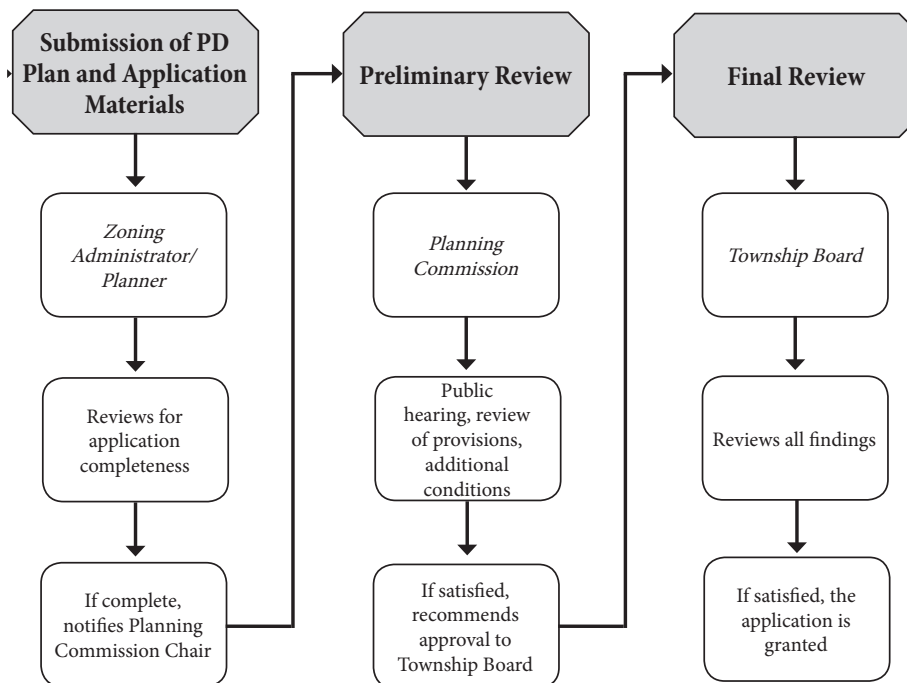 Submission of PD
Plan and Application
Materials
Zoning
Administrator/
Planner
Reviews for
application
completeness
If complete,
notifies Planning
Commission Chair
Preliminary Review
Planning
Commission
Public
hearing, review
of provisions,
additional
conditions
If satisfied,
recommends
approval to
Township Board
Final Review
Township Board
Reviews all findings
If satisfied, the
application is
granted